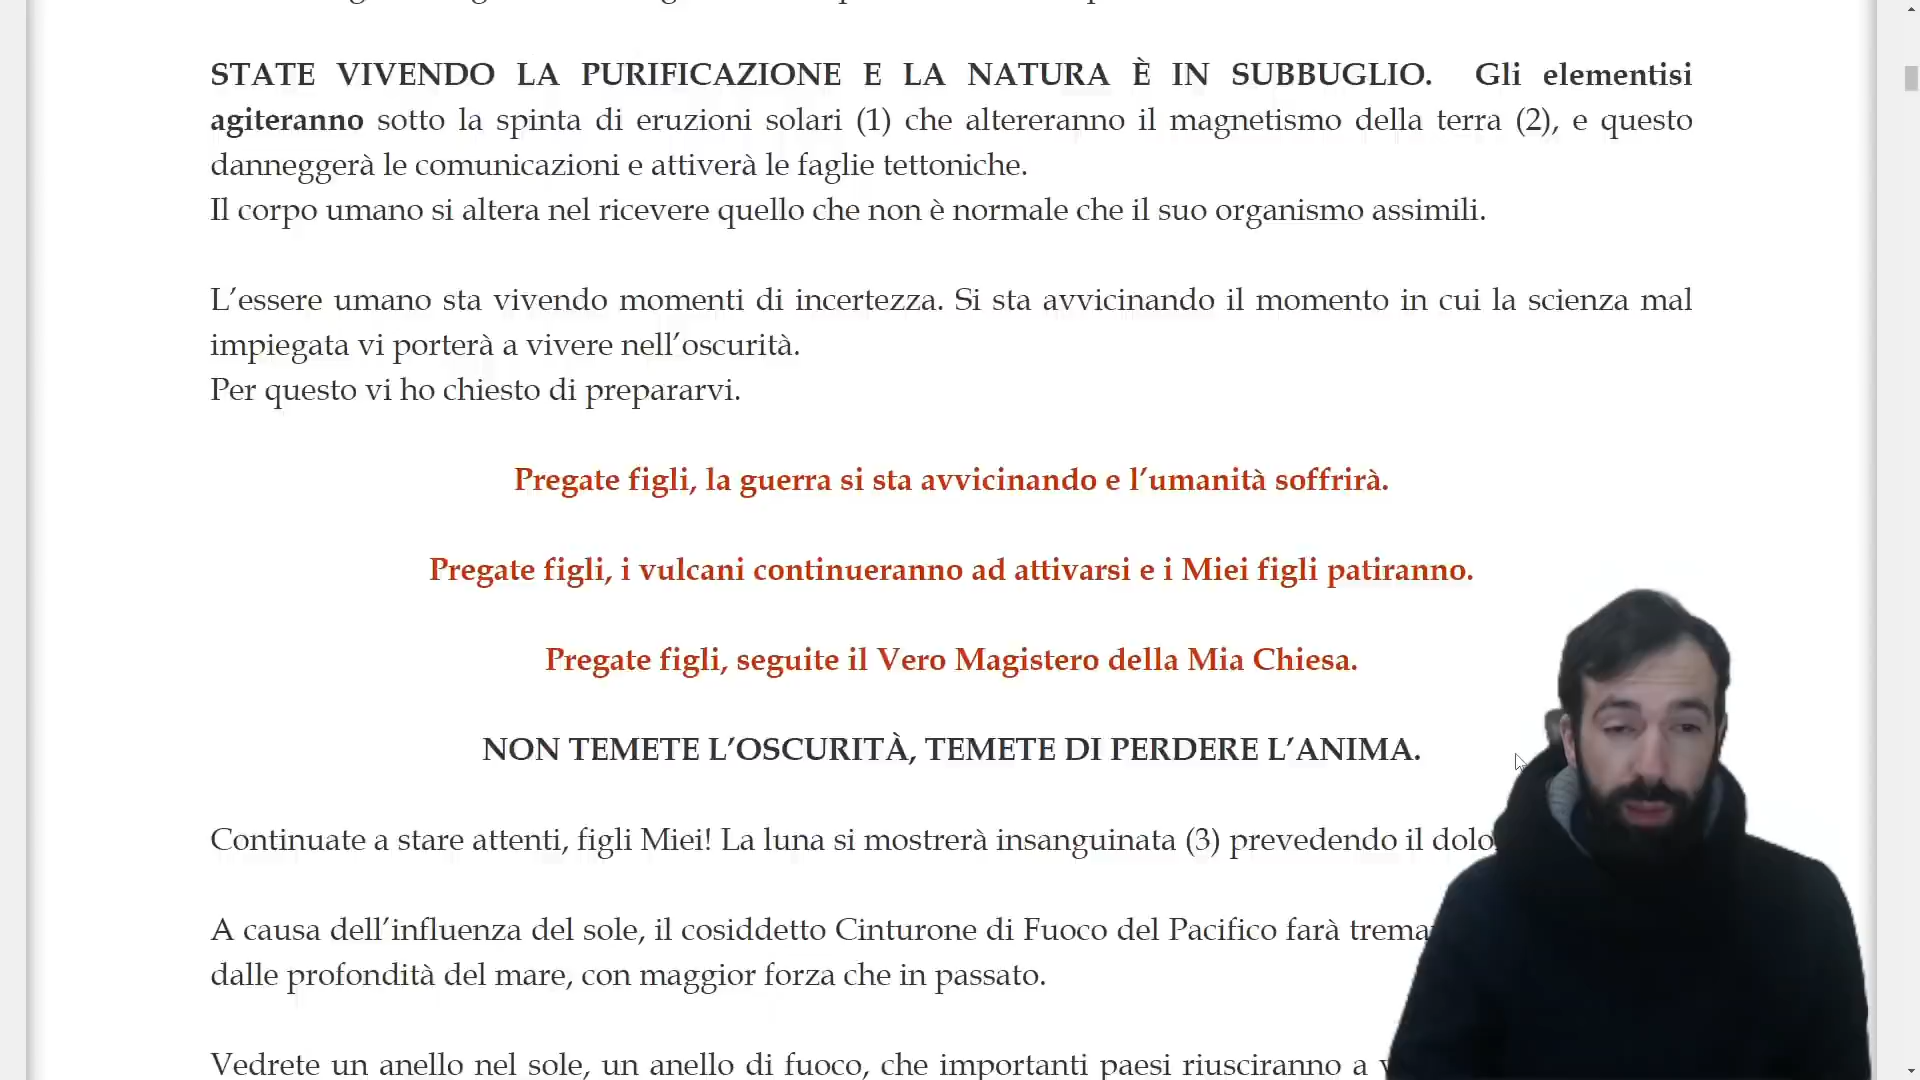 STATE VIVENDO LA PURIFICAZIONE E LA NATURA È IN SUBBUGLIO. Gli elementisi
agiteranno sotto la spinta di eruzioni solari (1) che altereranno il magnetismo della terra (2), e questo
danneggerà le comunicazioni e attiverà le faglie tettoniche.
Il corpo umano si altera nel ricevere quello che non è normale che il suo organismo assimili.
L’essere umano sta vivendo momenti di incertezza. Si sta avvicinando il momento in cui la scienza mal
impiegata vi porterà a vivere nell’oscurità.
Per questo vi ho chiesto di prepararvi.
Pregate figli, la guerra si sta avvicinando e l’umanità soffrirà.
Pregate figli, i vulcani continueranno ad attivarsi e i Miei figli patiranno.
Pregate figli, seguite il Vero Magistero della Mia Chiesa.
NON TEMETE L’OSCURITÀ, TEMETE DI PERDERE L’ANIMA.
Continuate a stare attenti, figli Miei! La luna si mostrerà insanguinata (3) prevedendo il
A causa dell’influenza del sole, il cosiddetto Cinturone di Fuoco del Pacifico farà
dalle profondità del mare, con maggior forza che in passato.
Vedrete un anello nel sole, un anello di fuoco, che importanti paesi riusciranno a